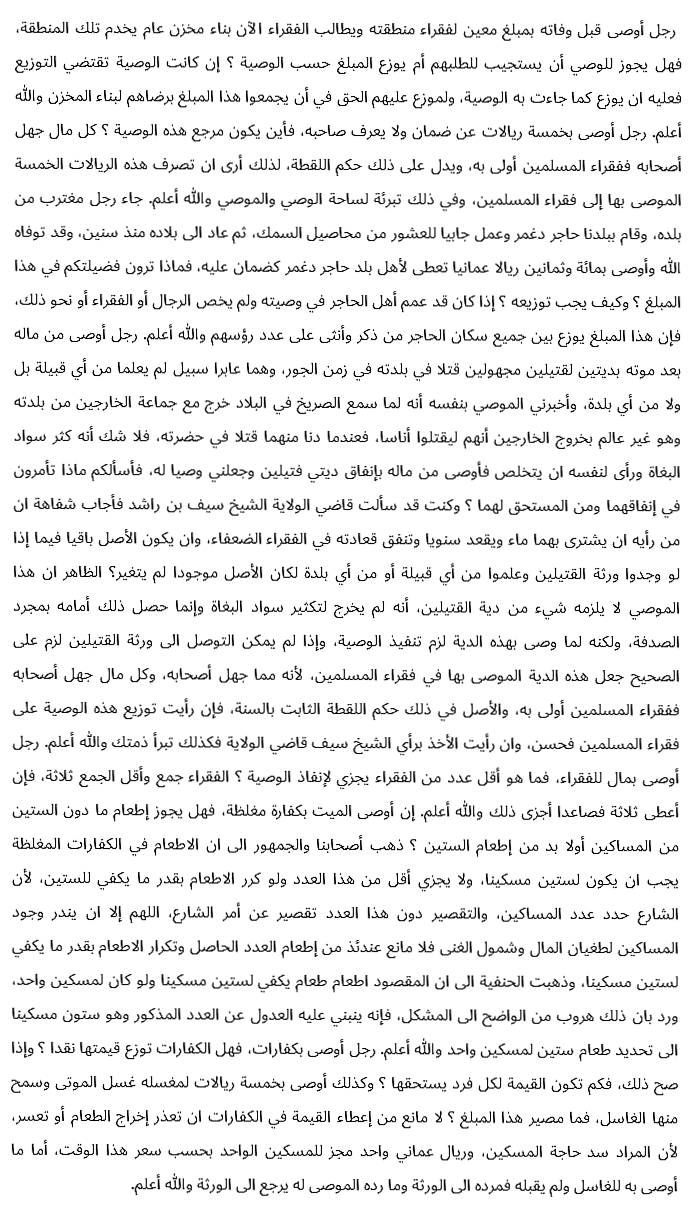 رجل أوصى قبل وفاته بمبلغ معين لفقراء منطقته ويطالب الفقراء الآن بناء مخزن عام يخدم تلك المنطقة،
فهل يجوز للوصي أن يستجيب للطلبهم أم يوزع المبلغ حسب الوصية ؟ إن كانت الوصية تقتضي التوزيع
فعليه ان يوزع كما جاءت به الوصية، ولموزع عليهم الحق في أن يجمعوا هذا المبلغ برضاهم لبناء المخزن والله
أعلم. رجل أوصى بخمسة ريالات عن ضمان ولا يعرف صاحبه، فأين يكون مرجع هذه الوصية ؟ كل مال جهل
أصحابه ففقراء المسلمين أولى به، ويدل على ذلك حكم اللقطة، لذلك أرى ان تصرف هذه الريالات الخمسة
الموصى بها إلى فقراء المسلمين، وفي ذلك تبرئة لساحة الوصي والموصي والله أعلم. جاء رجل مغترب من
بلده، وقام ببلدنا حاجر دغمر وعمل جابيا للعشور من محاصيل السمك، ثم عاد الى بلاده منذ سنين، وقد توفاه
الله وأوصى بمائة وثمانين ريالا عمانيا تعطى لأهل بلد حاجر دغمر كضمان عليه، فماذا ترون فضيلتكم في هذا
المبلغ ؟ وكيف يجب توزيعه ؟ إذا كان قد عمم أهل الحاجر في وصيته ولم يخص الرجال أو الفقراء أو نحو ذلك،
فإن هذا المبلغ يوزع بين جميع سكان الحاجر من ذكر وأنثى على عدد رؤسهم والله أعلم. رجل أوصى من ماله
بعد موته بديتين لقتيلين مجهولين قتلا في بلدته في زمن الجور، وهما عابرا سبيل لم يعلما من أي قبيلة بل
ولا من أي بلدة، وأخبرني الموصي بنفسه أنه لما سمع الصريخ في البلاد خرج مع جماعة الخارجين من بلدته
وهو غير عالم بخروج الخارجين أنهم ليقتلوا أناسا، فعندما دنا منهما قتلا في حضرته، فلا شك أنه كثر سواد
البغاة ورأى لنفسه ان يتخلص فأوصى من ماله بإنفاق ديتي فتيلين وجعلني وصيا له، فأسألكم ماذا تأمرون
في إنفاقهما ومن المستحق لهما ؟ وكنت قد سألت قاضي الولاية الشيخ سيف بن راشد فأجاب شفاهة ان
من رأيه ان يشترى بهما ماء ويقعد سنويا وتنفق قعادته في الفقراء الضعفاء، وان يكون الأصل باقيا فيما إذا
لو وجدوا ورثة القتيلين وعلموا من أي قبيلة أو من أي بلدة لكان الأصل موجودا لم يتغير؟ الظاهر ان هذا
الموصي لا يلزمه شيء من دية القتيلين، أنه لم يخرج لتكثير سواد البغاة وإنما حصل ذلك أمامه بمجرد
الصدفة، ولكنه لما وصى بهذه الدية لزم تنفيذ الوصية، وإذا لم يمكن التوصل الى ورثة القتيلين لزم على
الصحيح جعل هذه الدية الموصى بها في فقراء المسلمين، لأنه مما جهل أصحابه، وكل مال جهل أصحابه
ففقراء المسلمين أولى به، والأصل في ذلك حكم اللقطة الثابت بالسنة، فإن رأيت توزيع هذه الوصية على
فقراء المسلمين فحسن، وان رأيت الأخذ برأي الشيخ سيف قاضي الولاية فكذلك تبرأ ذمتك والله أعلم. رجل
أوصى بمال للفقراء، فما هو أقل عدد من الفقراء يجزي لإنفاذ الوصية ؟ الفقراء جمع وأقل الجمع ثلاثة، فإن
أعطى ثلاثة فصاعدا أجزى ذلك والله أعلم. إن أوصى الميت بكفارة مغلظة، فهل يجوز إطعام ما دون الستين
من المساكين أولا بد من إطعام الستين ؟ ذهب أصحابنا والجمهور الى ان الاطعام في الكفارات المغلظة
يجب ان يكون لستين مسكينا، ولا يجزي أقل من هذا العدد ولو كرر الاطعام بقدر ما يكفي للستين، لأن
الشارع حدد عدد المساكين، والتقصير دون هذا العدد تقصير عن أمر الشارع، اللهم إلا ان يندر وجود
المساكين لطغيان المال وشمول الغنى فلا مانع عندئذ من إطعام العدد الحاصل وتكرار الاطعام بقدر ما يكفي
لستين مسكينا، وذهبت الحنفية الى ان المقصود اطعام طعام يكفي لستين مسكينا ولو كان لمسكين واحد،
ورد بان ذلك هروب من الواضح الى المشكل، فإنه ينبني عليه العدول عن العدد المذكور وهو ستون مسكينا
الى تحديد طعام ستين لمسكين واحد والله أعلم. رجل أوصى بكفارات، فهل الكفارات توزع قيمتها نقدا ؟ وإذا
صح ذلك، فكم تكون القيمة لكل فرد يستحقها ؟ وكذلك أوصى بخمسة ريالات لمغسله غسل الموتى وسمح
منها الغاسل، فما مصير هذا المبلغ ؟ لا مانع من إعطاء القيمة في الكفارات ان تعذر إخراج الطعام أو تعسر،
لأن المراد سد حاجة المسكين، وريال عماني واحد مجز للمسكين الواحد بحسب سعر هذا الوقت، أما ما
أوصى به للغاسل ولم يقبله فمرده الى الورثة وما رده الموصى له يرجع الى الورثة والله أعلم.